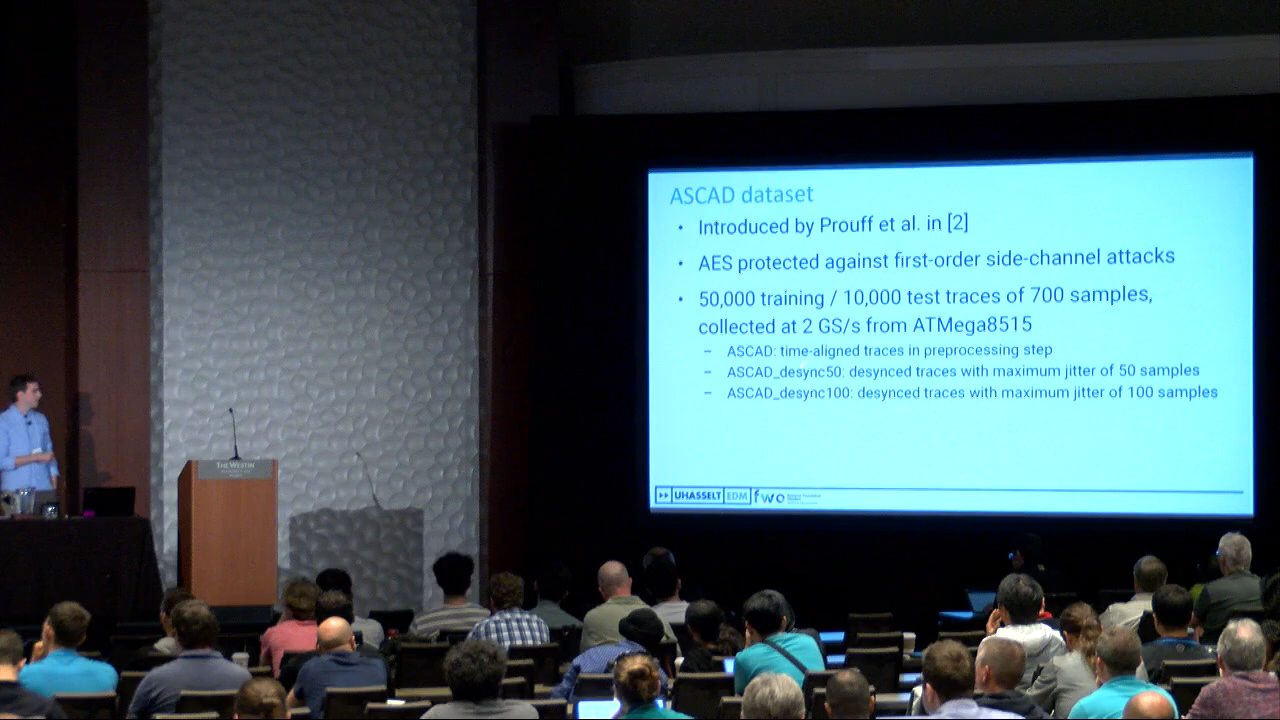 ASCAD dataset
• Introduced by Prouff et al. in [2]
• AES protected against first-order side-channel attacks
• 50,000 training / 10,000 test traces of 700 samples,
collected at 2 GS/s from ATMega8515
– ASCAD: time-aligned traces in preprocessing step
– ASCAD_desync50: desynced traces with maximum jitter of 50 samples
– ASCAD_desync100: desynced traces with maximum jitter of 100 samples
UHASSELT EDM fwo
THE WESTIN